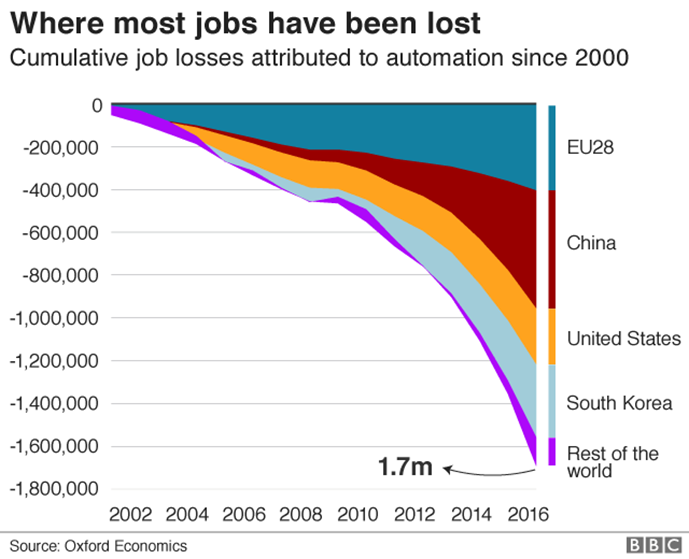 Where most jobs have been lost
Cumulative job losses attributed to automation since 2000
0
-200,000
-400,000
-600,000
-800,000
-1,000,000
-1,200,000
-1,400,000
-1,600,000
-1,800,000
EU28
China
United States
South Korea
Rest of the
world
1.7m
2002 2004 2006 2008 2010 2012 2014 2016
Source: Oxford Economics
BBC